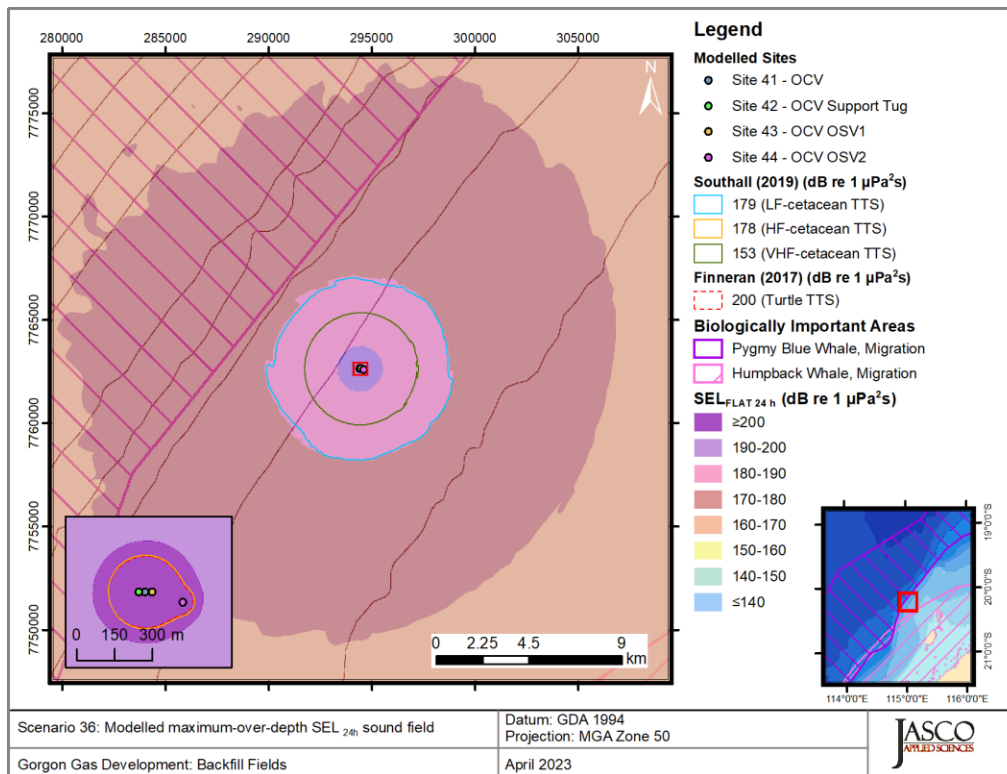 280000 285000 290000 295000 300000 305000
7775000
7770000
7765000
7760000
7755000
7750000
N
0 150 300 m
0 2.25 4.5 9
km
Legend
Modelled Sites
Site 41 - OCV
Site 42 - OCV Support Tug
Site 43 - OCV OSV1
Site 44 - OCV OSV2
Southall (2019) (dB re 1 µPa²s)
179 (LF-cetacean TTS)
178 (HF-cetacean TTS)
153 (VHF-cetacean TTS)
Finneran (2017) (dB re 1 µPa²s)
200 (Turtle TTS)
Biologically Important Areas
Pygmy Blue Whale, Migration
Humpback Whale, Migration
SEL FLAT 24 h (dB re 1 µPa²s)
≥200
190-200
180-190
170-180
160-170
150-160
140-150
≤140
19°0'0"S
20°0'0"S
21°0'0"S
114°0'0"E 115°0'0"E 116°0'0"E
Scenario 36: Modelled maximum-over-depth SEL 24h sound field
Datum: GDA 1994
Projection: MGA Zone 50
Gorgon Gas Development: Backfill Fields
April 2023
JASCO
APPLIED SCIENCES